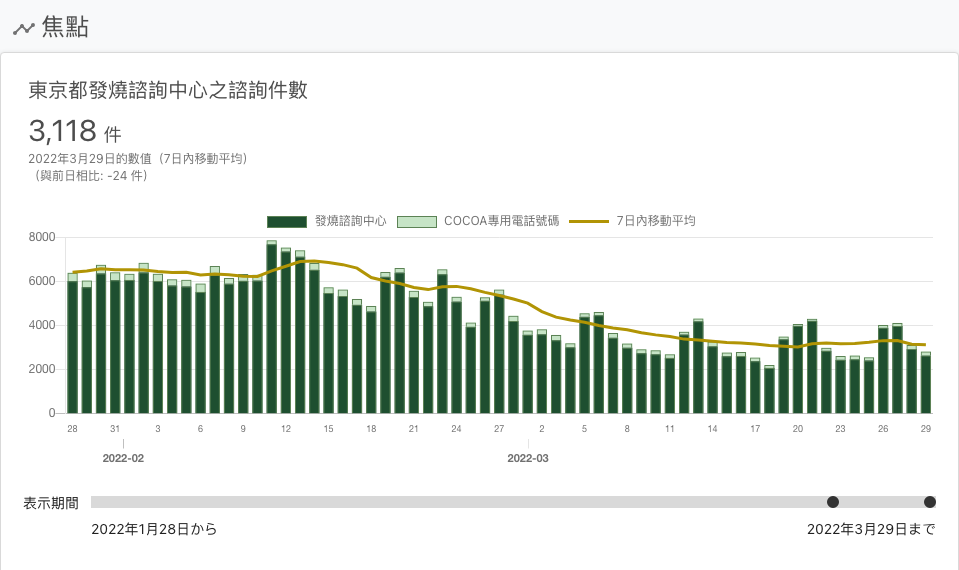 焦點
東京都發燒諮詢中心之諮詢件數
3,118 件
2022年3月29日的數值（7日內移動平均）
（與前日相比: -24 件）
發燒諮詢中心 COCOA專用電話號碼 7日內移動平均
8000
6000
4000
2000
0
28 31 3 6 9 12 15 18 21 24 27 2 5 8 11 14 17 20 23 26 29
2022-02 2022-03
表示期間
2022年1月28日から 2022年3月29日まで